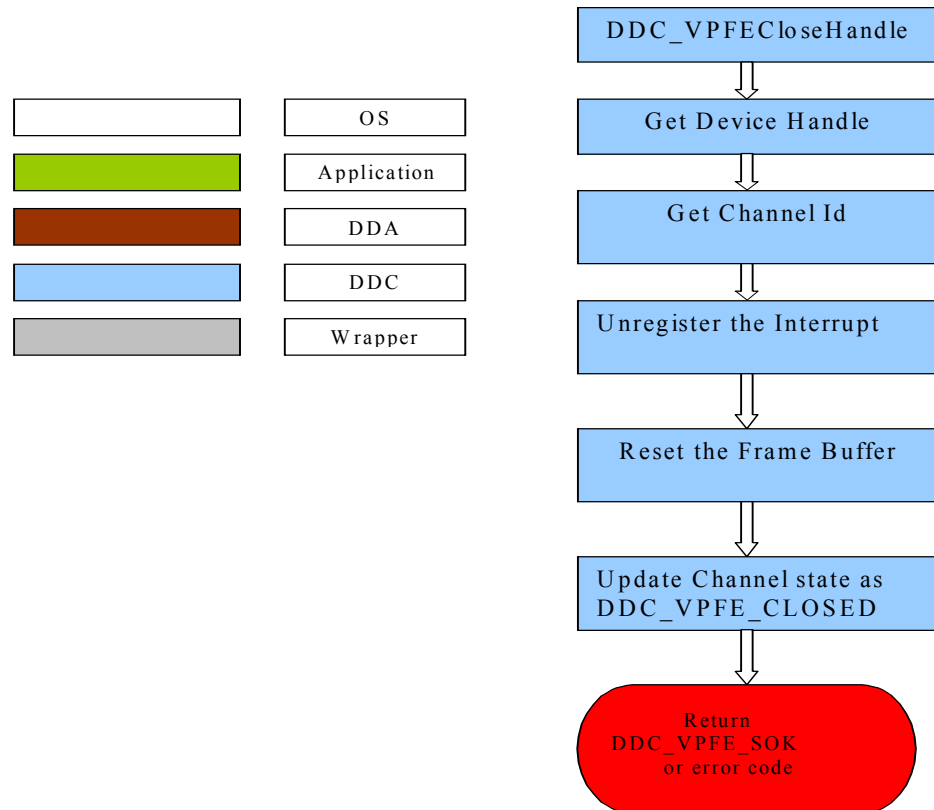 DDC_VPFECloseHandle
OS
Get Device Handle
Application
Get Channel Id
DDA
DDC
Unregister the Interrupt
Wrapper
Reset the Frame Buffer
Update Channel state as
DDC_VPFE_CLOSED
Return
DDC_VPFE_SOK
or error code